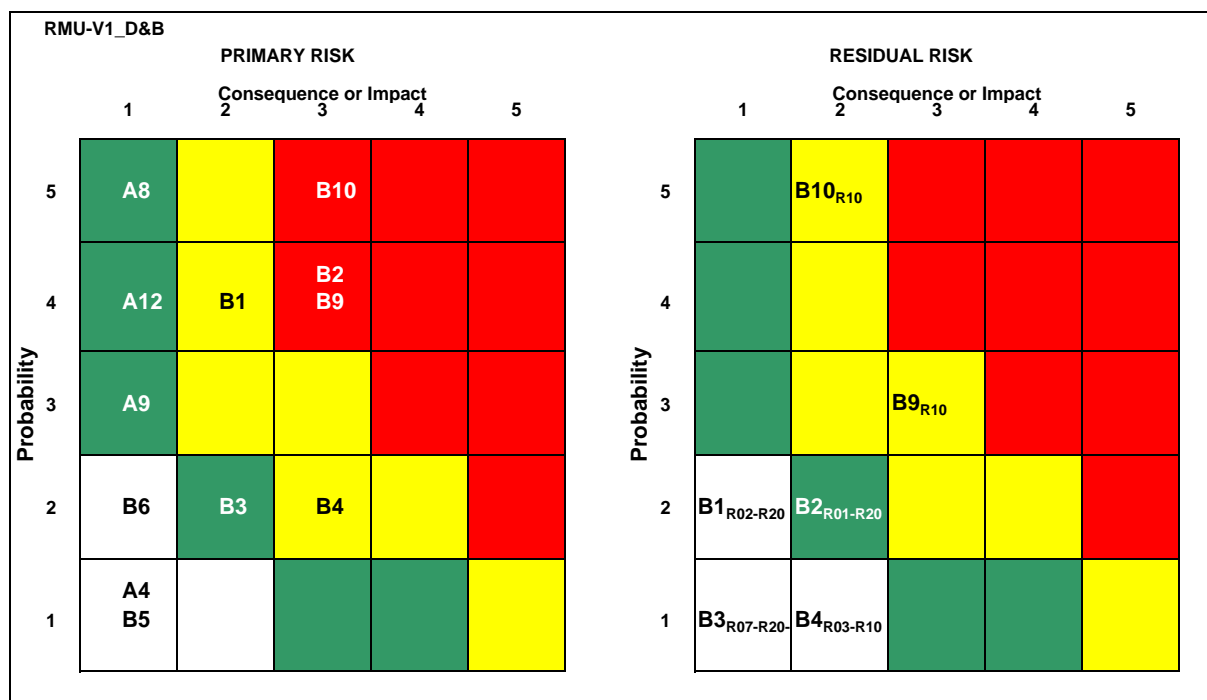 RMU-V1_D&B
PRIMARY RISK
Consequence or Impact
1 2 3 4 5
5 A8 B10
4 A12 B1 B2
B9
3 A9
2 B6 B3 B4
1 A4
B5
Probability
RESIDUAL RISK
Consequence or Impact
1 2 3 4 5
5 B10R10
4
3 B9R10
2 B1R02-R20 B2R01-R20
1 B3R07-R20- B4R03-R10
Probability